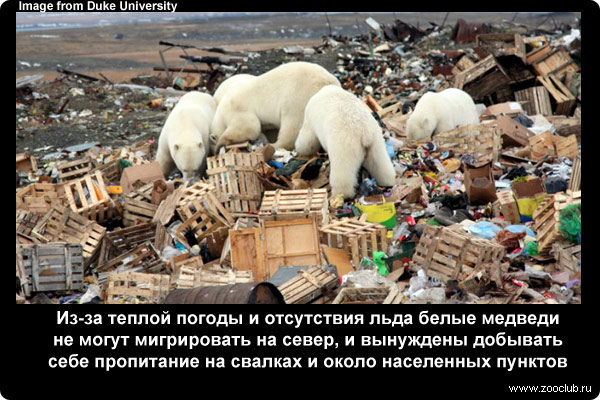 Image from Duke University
Из-за теплой погоды и отсутствия льда белые медведи
не могут мигрировать на север, и вынуждены добывать
себе пропитание на свалках и около населенных пунктов
www.zooclub.ru